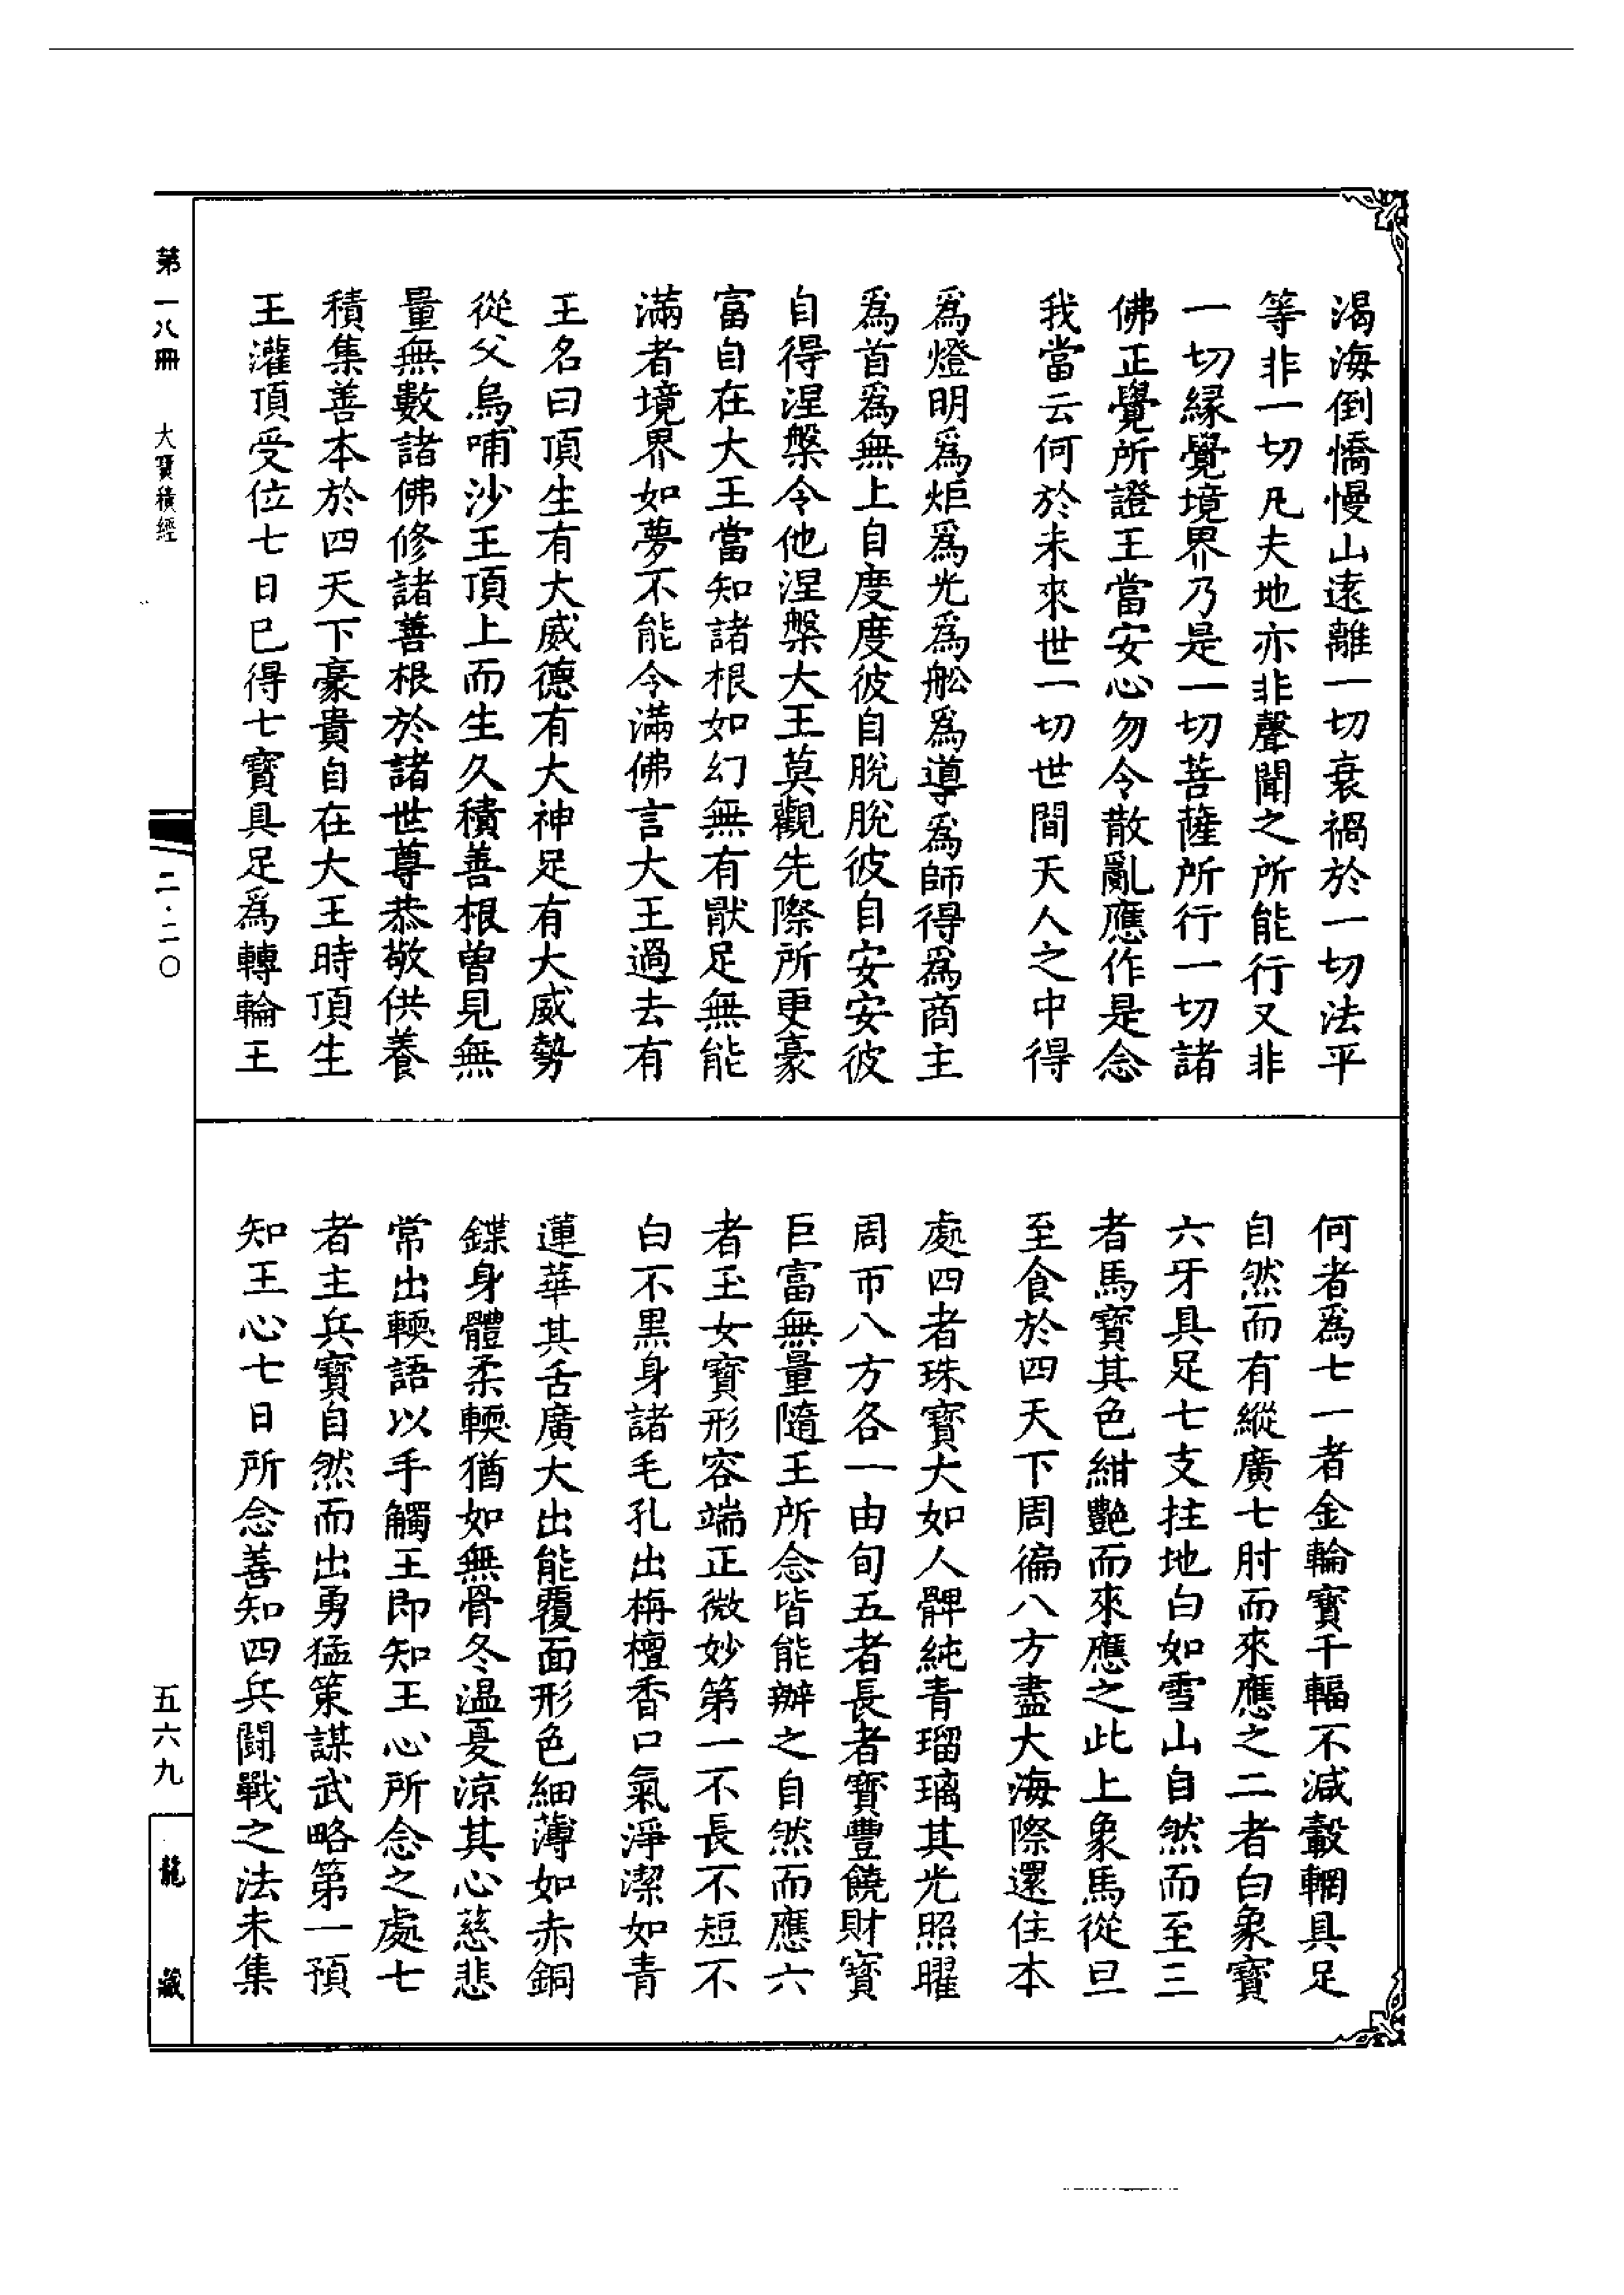 渴海倒憍慢山遠離一切衰禍於一切法平
等非一切凡夫地亦非聲聞之所能行又非
一切緣覺境界乃是一切菩薩所行一切諸
佛正覺所證王當安心勿令散亂應作是念
我當云何於未來世一切世間天人之中得
爲燈明爲炬爲光爲舩爲導爲師得爲商主
爲首爲無上自度度彼自脫脫彼自安安彼
自得涅槃令他涅槃大王莫觀先際所更豪
富自在大王當知諸根如幻無有猒足無能
滿者境界如夢不能令滿佛言大王過去有
王名曰頂生有大威德有大神足有大威勢
從父烏哺沙王頂上而生久積善根曾見無
量無數諸佛修諸善根於諸世尊恭敬供養
積集善本於四天下豪貴自在大王時頂生
王灌頂受位七日已得七寶具足爲轉輪王
何者爲七一者金輪寶千輻不減轂輞具足
自然而有縱廣七肘而來應之二者白象寶
六牙具足七支拄地白如雪山自然而至三
者馬寶其色紺艷而來應之此上象馬從旦
至食於四天下周徧八方盡大海際還住本
處四者珠寶大如人髀純青瑠璃其光照曜
周帀八方各一由旬五者長者寶豐饒財寶
巨富無量隨王所念皆能辦之自然而應六
者玉女寶形容端正微妙第一不長不短不
白不黑身諸毛孔出栴檀香口氣淨潔如青
蓮華其舌廣大出能覆面形色細薄如赤銅
鍱身體柔輭猶如無骨冬温夏涼其心慈悲
常出輭語以手觸王即知王心所念之處七
者主兵寶自然而出勇猛策謀武略第一預
知王心七日所念善知四兵鬪戰之法未集
第一八冊 大寶積經
二·二〇
五六九
龍藏